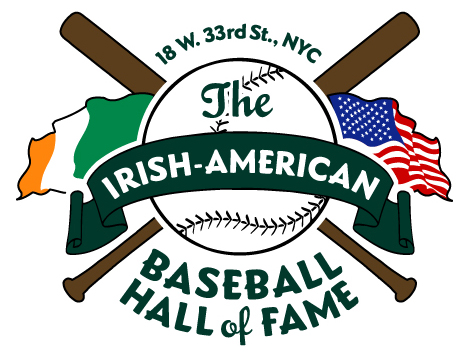 18 W. 33rd St., NYC
The
IRISH-AMERICAN
BASEBALL
HALL of FAME